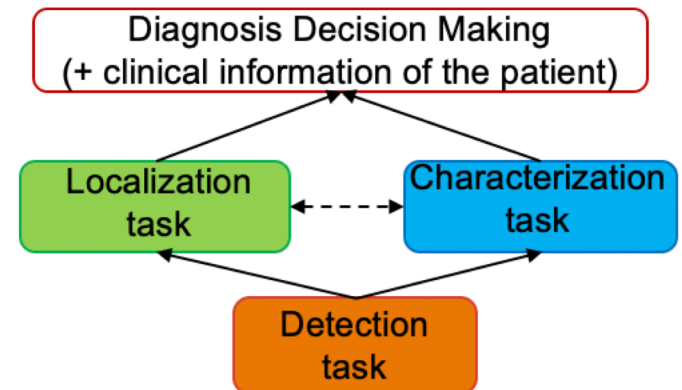 Diagnosis Decision Making
(+ clinical information of the patient)
Localization
task
Characterization
task
Detection
task